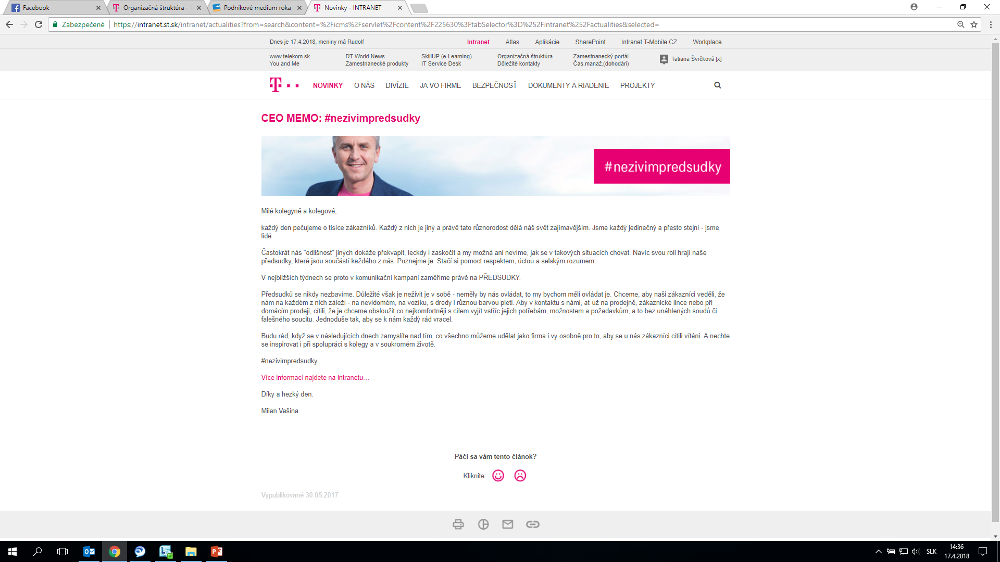 Facebook
Organizačná štruktúra -
Podnikové medium roka
Novinky - INTRANET
Zabezpečené
https://intranet.st.sk/intranet/actualities?from=search&content=%2Ficms%2Fservlet%2Fcontent%2F225630%3FtabSelector%3D%252Fintranet%252Factualities&selected=
Dnes je 17.4.2018, meniny má Rudolf
Intranet Atlas Aplikácie SharePoint Intranet T-Mobile CZ Workplace
www.telekom.sk DT World News SkillUP (e-Learning) Organizačná štruktúra Zamestnanecký portál
You and Me Zamestnanecké produkty IT Service Desk Dôležité kontakty Čas.manaž.(dohodári)
Tatiana Švrčková [x]
T NOVINKY O NÁS DIVÍZIE JA VO FIRME BEZPEČNOSŤ DOKUMENTY A RIADENIE PROJEKTY
CEO MEMO: #nezivimpredsudky
#nezivimpredsudky
Milé kolegyně a kolegové,
každý den pečujeme o tisíce zákazníků. Každý z nich je jiný a právě tato různorodost dělá náš svět zajímavějším. Jsme každý jedinečný a přesto stejní - jsme
lidé.
Častokrát nás "odlišnost" jiných dokáže překvapit, leckdy i zaskočit a my možná ani nevíme, jak se v takových situacích chovat. Navíc svou roli hrají naše
předsudky, které jsou součástí každého z nás. Poznejme je. Stačí si pomoct respektem, úctou a selským rozumem.
V nejbližších týdnech se proto v komunikační kampani zaměříme právě na PŘEDSUDKY.
Předsudků se nikdy nezbavíme. Důležité však je neživit je v sobě - neměly by nás ovládat, to my bychom měli ovládat je. Chceme, aby naši zákazníci veděli, že
nám na každém z nich záleží - na nevidomém, na vozíku, s dredy i různou barvou pleti. Aby v kontaktu s námi, ať už na prodejně, zákaznické lince nebo při
domácím prodeji, cítili, že je chceme obsloužit co nejkomfortněji s cílem vyjít vstříc jejich potřebám, možnostem a požadavkům, a to bez unáhlených soudů či
falešného soucitu. Jednoduše tak, aby se k nám každý rád vracel.
Budu rád, když se v následujících dnech zamyslíte nad tím, co všechno můžeme udělat jako firma i vy osobně pro to, aby se u nás zákazníci cítili vítáni. A nechte
se inspirovat i při spolupráci s kolegy a v soukromém životě.
#nezivimpredsudky
Více informací najdete na intranetu…
Díky a hezký den.
Milan Vašina
Páči sa vám tento článok?
Kliknite:
Vypublikované 30.05.2017
SLK
14:36
17.4.2018